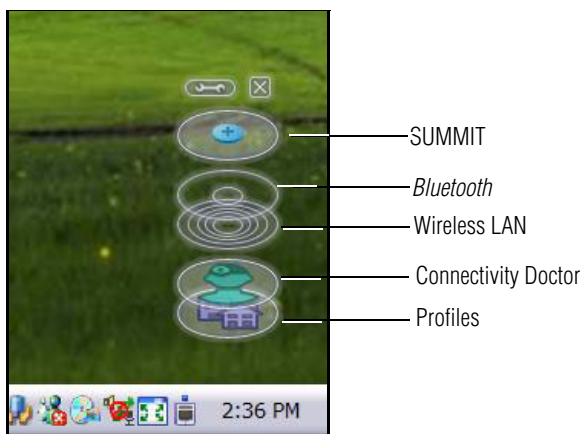 SUMMIT
Bluetooth
Wireless LAN
Connectivity Doctor
Profiles
2:36 PM